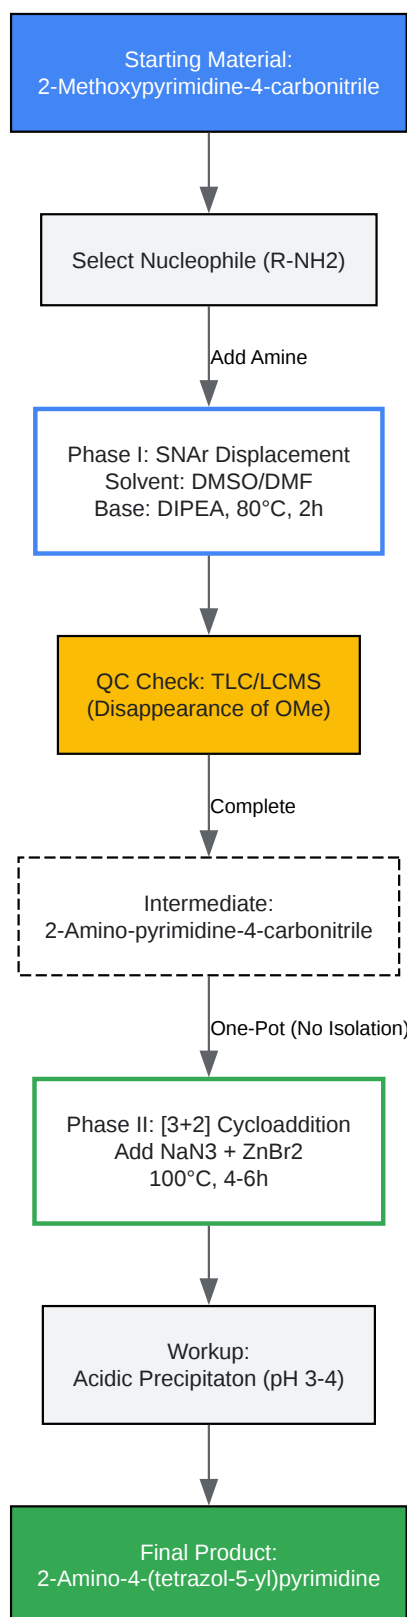 Starting Material:
2-Methoxypyrimidine-4-carbonitrile
Select Nucleophile (R-NH2)
Add Amine
Phase I: SNAr Displacement
Solvent: DMSO/DMF
Base: DIPEA, 80°C, 2h
QC Check: TLC/LCMS
(Disappearance of OMe)
Complete
Intermediate:
2-Amino-pyrimidine-4-carbonitrile
One-Pot (No Isolation)
Phase II: [3+2] Cycloaddition
Add NaN3 + ZnBr2
100°C, 4-6h
Workup:
Acidic Precipitaton (pH 3-4)
Final Product:
2-Amino-4-(tetrazol-5-yl)pyrimidine